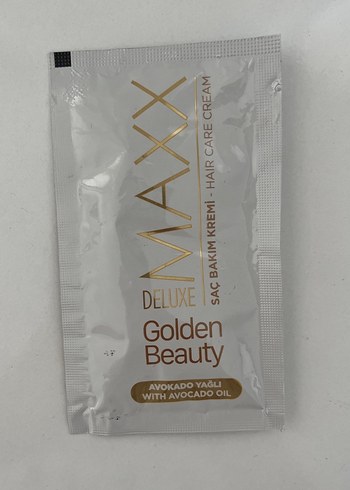 MAXX
DELUXE
SAÇ BAKIM KREMİ - HAIR CARE CREAM
Golden
Beauty
AVOKADO YAĞLI
WITH AVOCADO OIL